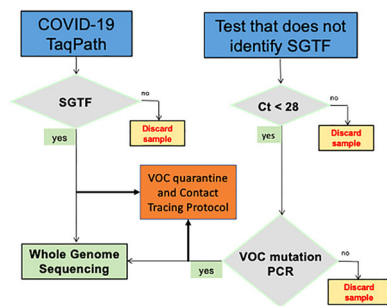 COVID-19
TaqPath
Test that does not
identify SGTF
SGTF
no
Discard
sample
yes
Ct < 28
no
Discard
sample
yes
VOC quarantine
and Contact
Tracing Protocol
Whole Genome
Sequencing
yes
VOC mutation
PCR
no
Discard
sample